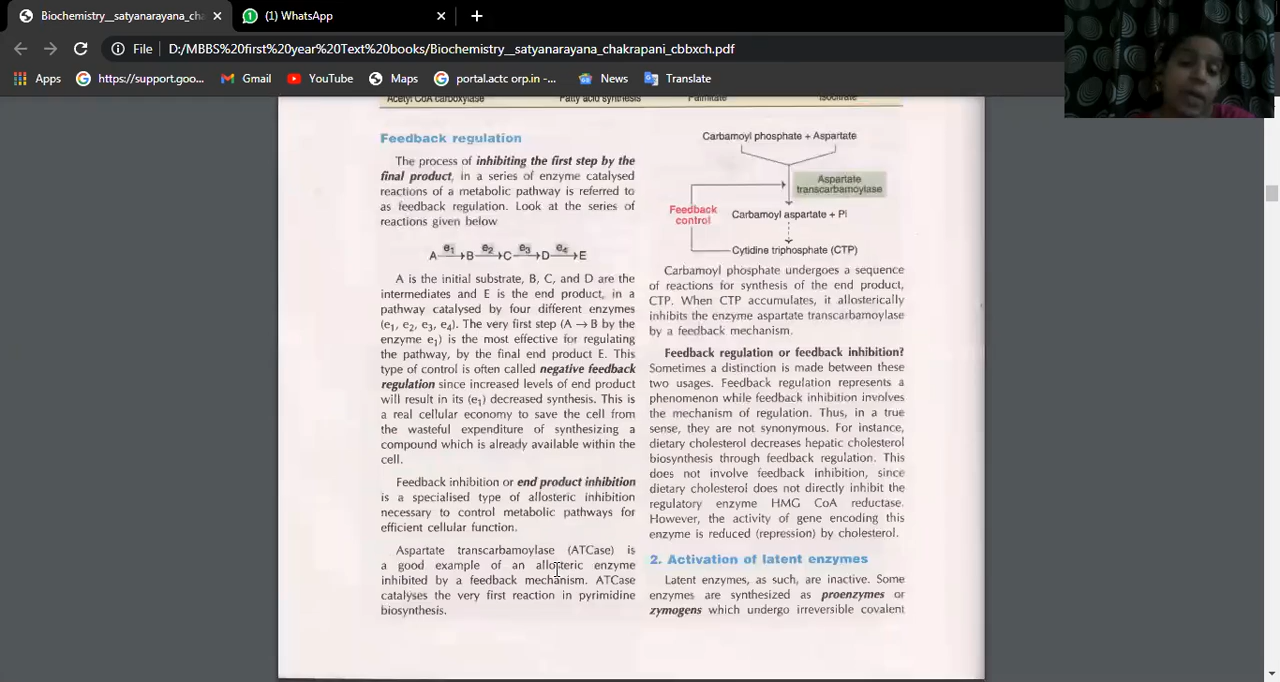 Biochemistry__satyanarayana_cha
(1) WhatsApp
File
D:/MBBS%20first%20year%20Text%20books/Biochemistry__satyanarayana_chakrapani_cbbxch.pdf
Apps
https://support.goo...
Gmail
YouTube
Maps
portal.actc orp.in -...
News
Translate
Acetyl CoA carboxylase Fatty acid synthesis Palmitate Isocitrate
Feedback regulation
The process of inhibiting the first step by the
final product, in a series of enzyme catalysed
reactions of a metabolic pathway is referred to
as feedback regulation. Look at the series of
reactions given below
A e1 B e2 C e3 D e4 E
A is the initial substrate, B, C, and D are the
intermediates and E is the end product, in a
pathway catalysed by four different enzymes
(e1, e2, e3, e4). The very first step (A → B by the
enzyme e1) is the most effective for regulating
the pathway, by the final end product E. This
type of control is often called negative feedback
regulation since increased levels of end product
will result in its (e1) decreased synthesis. This is
a real cellular economy to save the cell from
the wasteful expenditure of synthesizing a
compound which is already available within the
cell.
Feedback inhibition or end product inhibition
is a specialised type of allosteric inhibition
necessary to control metabolic pathways for
efficient cellular function.
Aspartate transcarbamoylase (ATCase) is
a good example of an allosteric enzyme
inhibited by a feedback mechanism. ATCase
catalyses the very first reaction in pyrimidine
biosynthesis.
Carbamoyl phosphate + Aspartate
Aspartate
transcarbamoylase
Feedback
control
Carbamoyl aspartate + Pi
Cytidine triphosphate (CTP)
Carbamoyl phosphate undergoes a sequence
of reactions for synthesis of the end product,
CTP. When CTP accumulates, it allosterically
inhibits the enzyme aspartate transcarbamoylase
by a feedback mechanism.
Feedback regulation or feedback inhibition?
Sometimes a distinction is made between these
two usages. Feedback regulation represents a
phenomenon while feedback inhibition involves
the mechanism of regulation. Thus, in a true
sense, they are not synonymous. For instance,
dietary cholesterol decreases hepatic cholesterol
biosynthesis through feedback regulation. This
does not involve feedback inhibition, since
dietary cholesterol does not directly inhibit the
regulatory enzyme HMG CoA reductase.
However, the activity of gene encoding this
enzyme is reduced (repression) by cholesterol.
2. Activation of latent enzymes
Latent enzymes, as such, are inactive. Some
enzymes are synthesized as proenzymes or
zymogens which undergo irreversible covalent